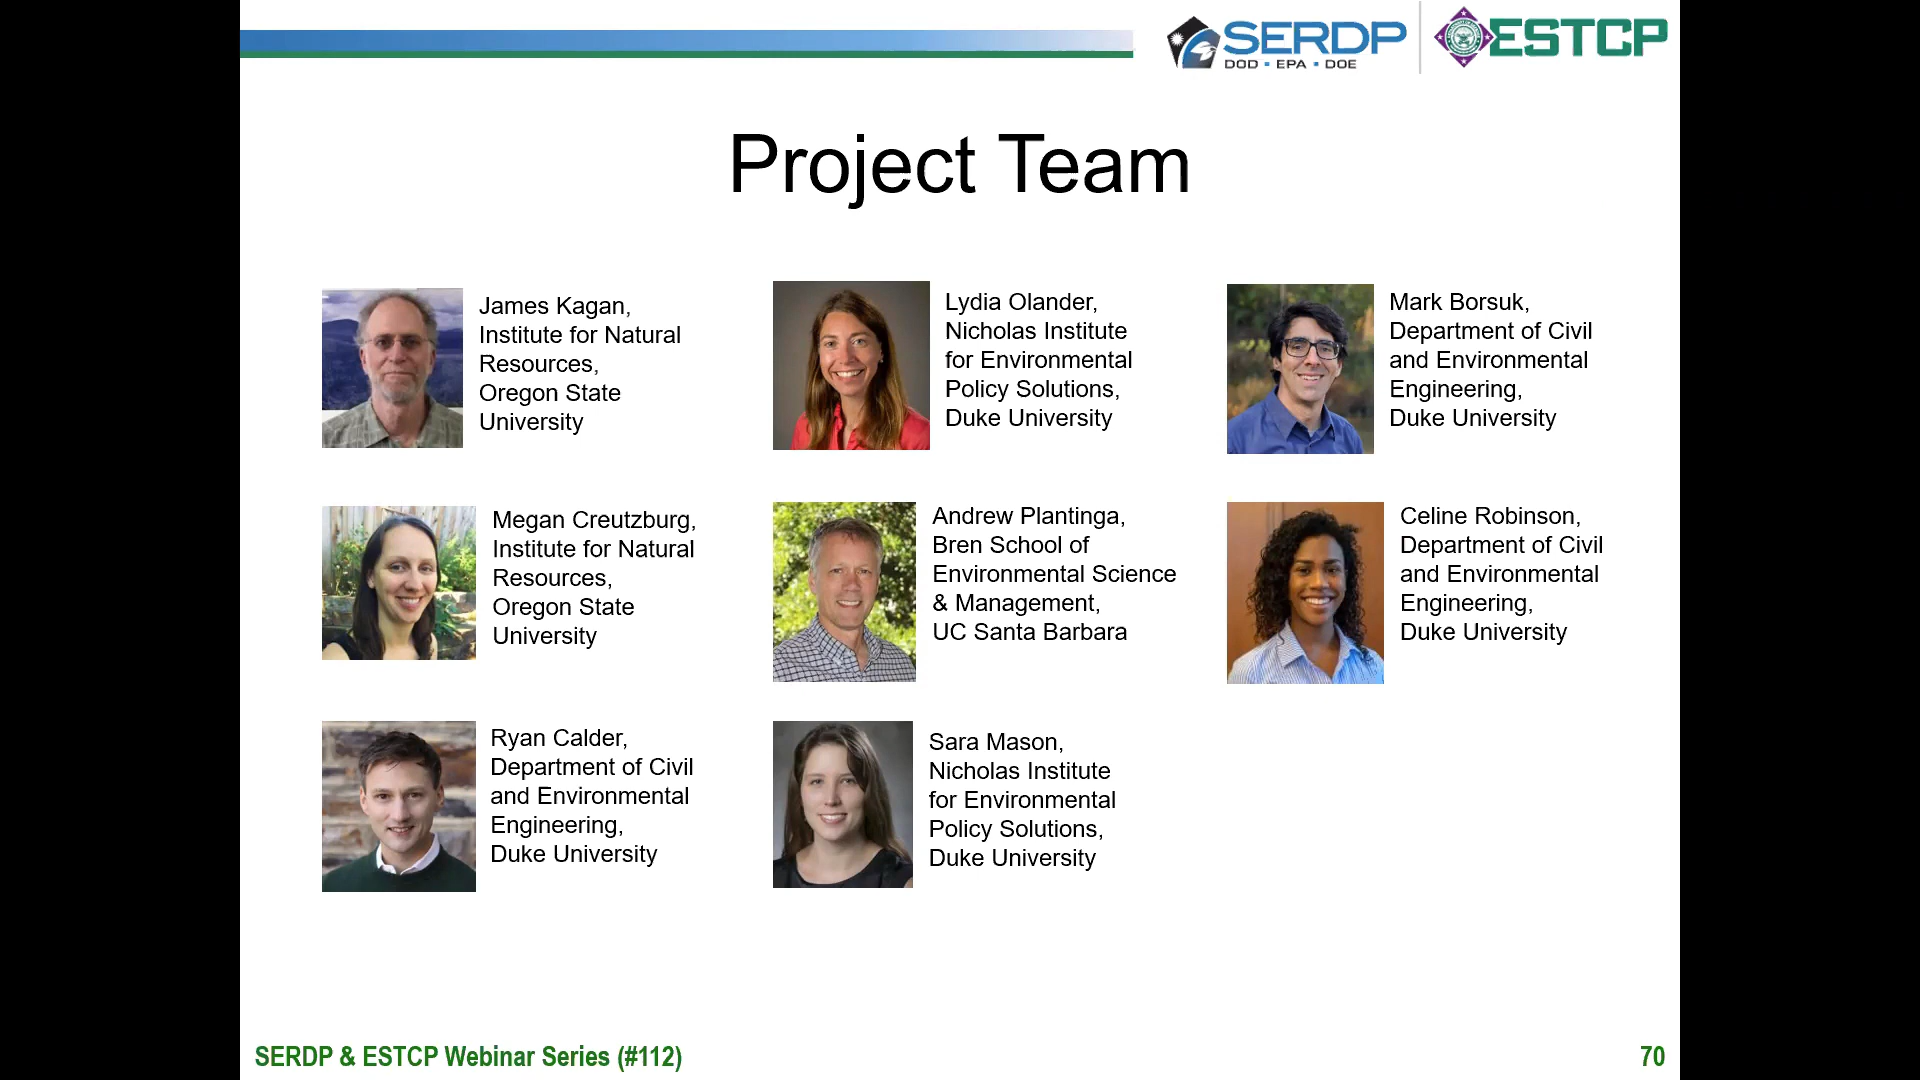 SERDP
DOD ▪ EPA ▪ DOE
ESTCP
Project Team
James Kagan,
Institute for Natural
Resources,
Oregon State
University
Lydia Olander,
Nicholas Institute
for Environmental
Policy Solutions,
Duke University
Mark Borsuk,
Department of Civil
and Environmental
Engineering,
Duke University
Megan Creutzburg,
Institute for Natural
Resources,
Oregon State
University
Andrew Plantinga,
Bren School of
Environmental Science
& Management,
UC Santa Barbara
Celine Robinson,
Department of Civil
and Environmental
Engineering,
Duke University
Ryan Calder,
Department of Civil
and Environmental
Engineering,
Duke University
Sara Mason,
Nicholas Institute
for Environmental
Policy Solutions,
Duke University
SERDP & ESTCP Webinar Series (#112)
70